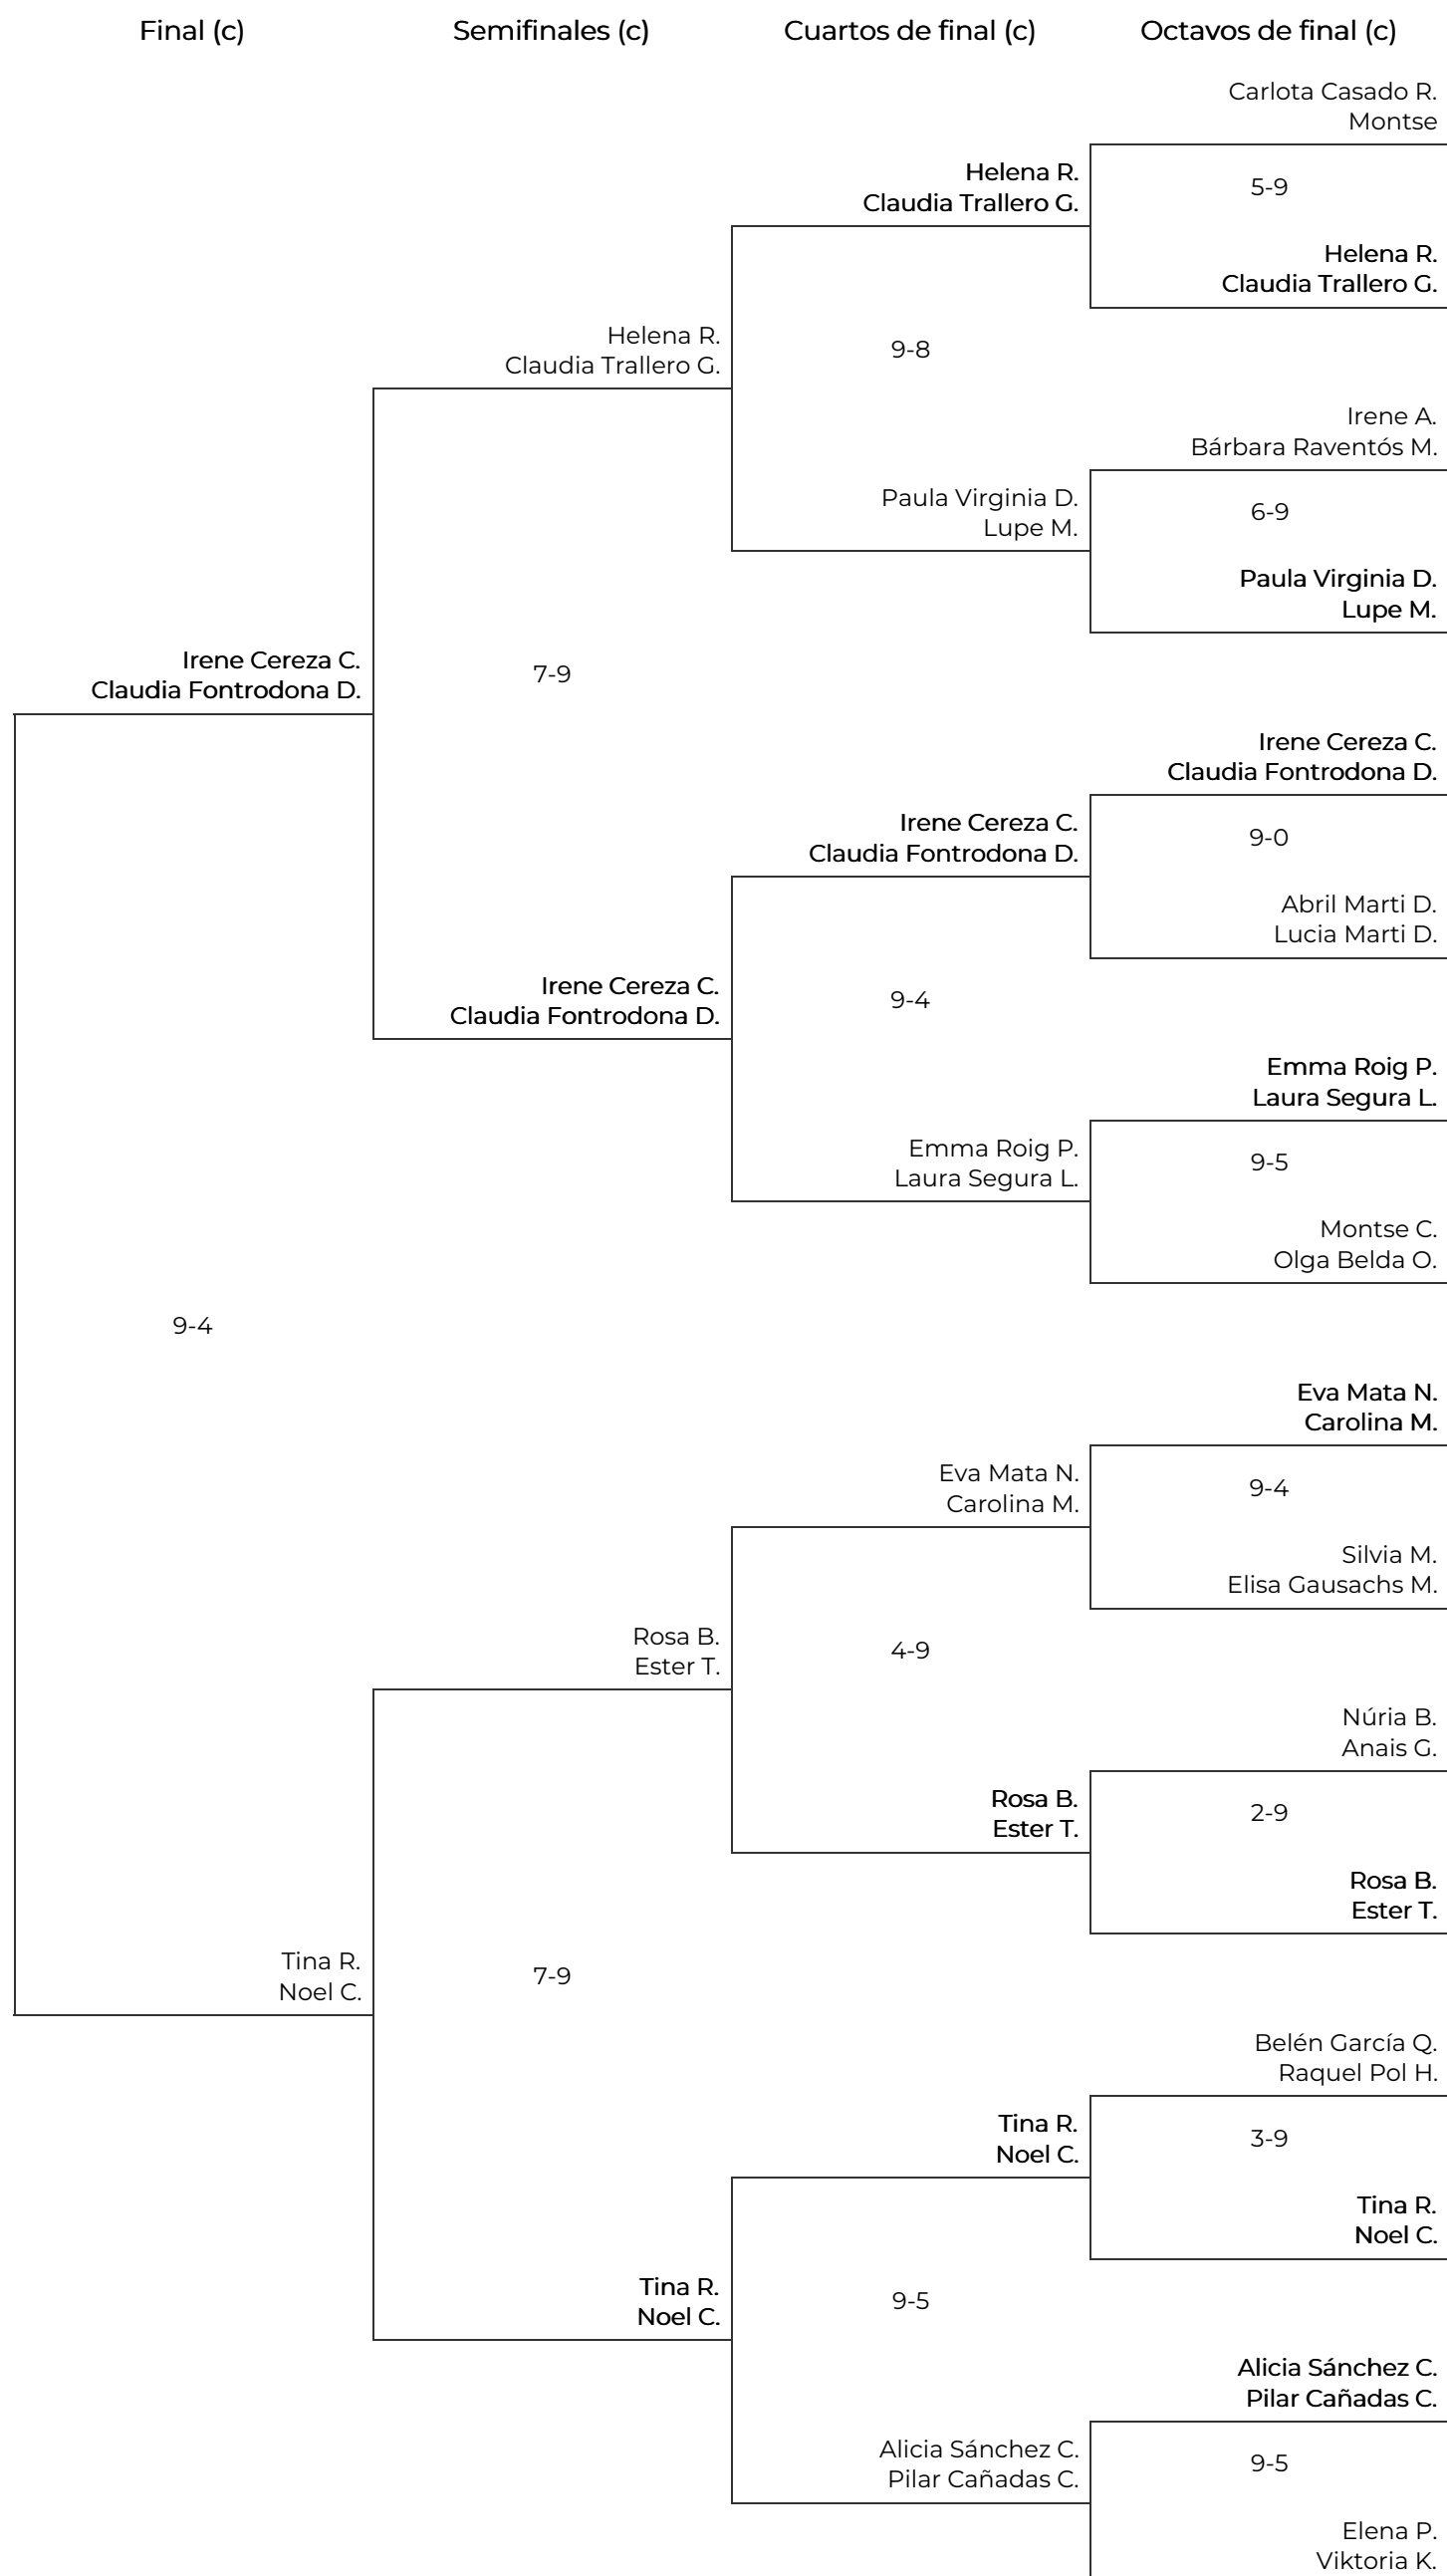 Final (c)
Semifinales (c)
Cuartos de final (c)
Octavos de final (c)
Carlota Casado R.
Montse
5-9
Helena R.
Claudia Trallero G.
Irene A.
Bárbara Raventós M.
6-9
Paula Virginia D.
Lupe M.
Irene Cereza C.
Claudia Fontrodona D.
9-0
Abril Marti D.
Lucia Marti D.
Emma Roig P.
Laura Segura L.
9-5
Montse C.
Olga Belda O.
Eva Mata N.
Carolina M.
9-4
Silvia M.
Elisa Gausachs M.
Núria B.
Anais G.
2-9
Rosa B.
Ester T.
Belén García Q.
Raquel Pol H.
3-9
Tina R.
Noel C.
Alicia Sánchez C.
Pilar Cañadas C.
9-5
Elena P.
Viktoria K.
Helena R.
Claudia Trallero G.
9-8
Paula Virginia D.
Lupe M.
Irene Cereza C.
Claudia Fontrodona D.
9-4
Emma Roig P.
Laura Segura L.
Eva Mata N.
Carolina M.
4-9
Rosa B.
Ester T.
Tina R.
Noel C.
9-5
Alicia Sánchez C.
Pilar Cañadas C.
Helena R.
Claudia Trallero G.
7-9
Irene Cereza C.
Claudia Fontrodona D.
Rosa B.
Ester T.
7-9
Tina R.
Noel C.
Irene Cereza C.
Claudia Fontrodona D.
9-4
Tina R.
Noel C.